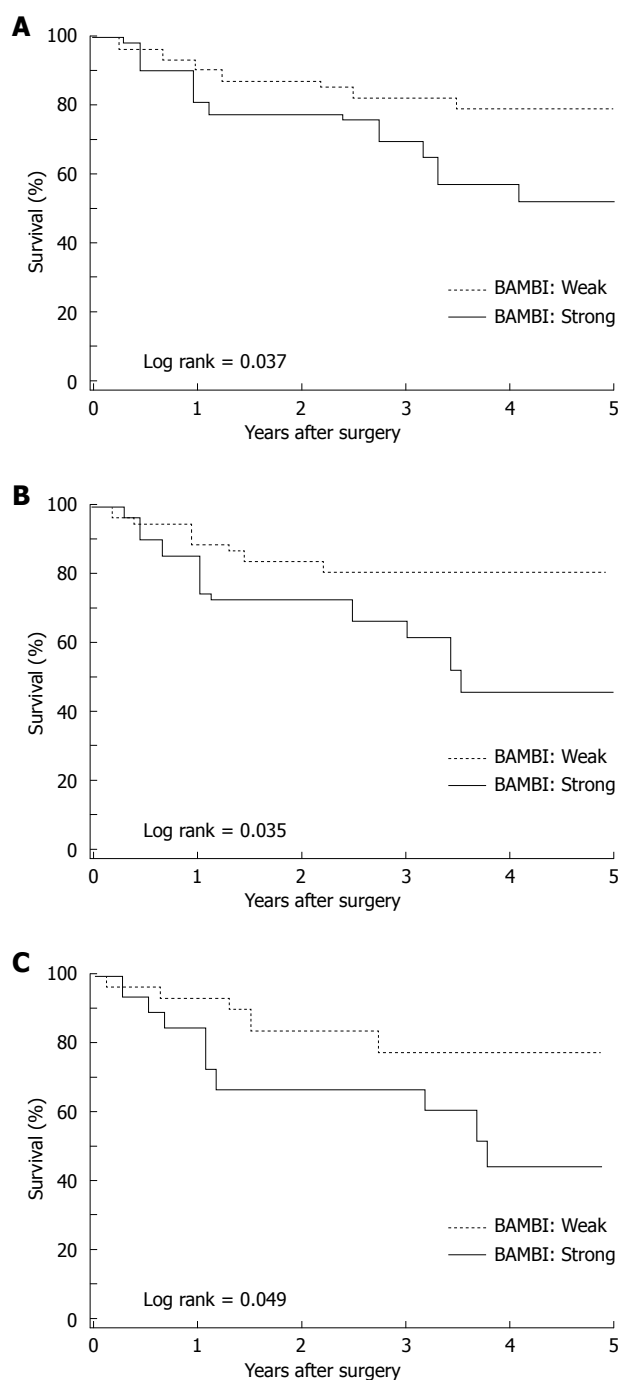 A
100
80
60
40
20
0
Survival (%)
BAMBI: Weak
BAMBI: Strong
Log rank = 0.037
0 1 2 3 4 5
Years after surgery
B
100
80
60
40
20
0
Survival (%)
BAMBI: Weak
BAMBI: Strong
Log rank = 0.035
0 1 2 3 4 5
Years after surgery
C
100
80
60
40
20
0
Survival (%)
BAMBI: Weak
BAMBI: Strong
Log rank = 0.049
0 1 2 3 4 5
Years after surgery